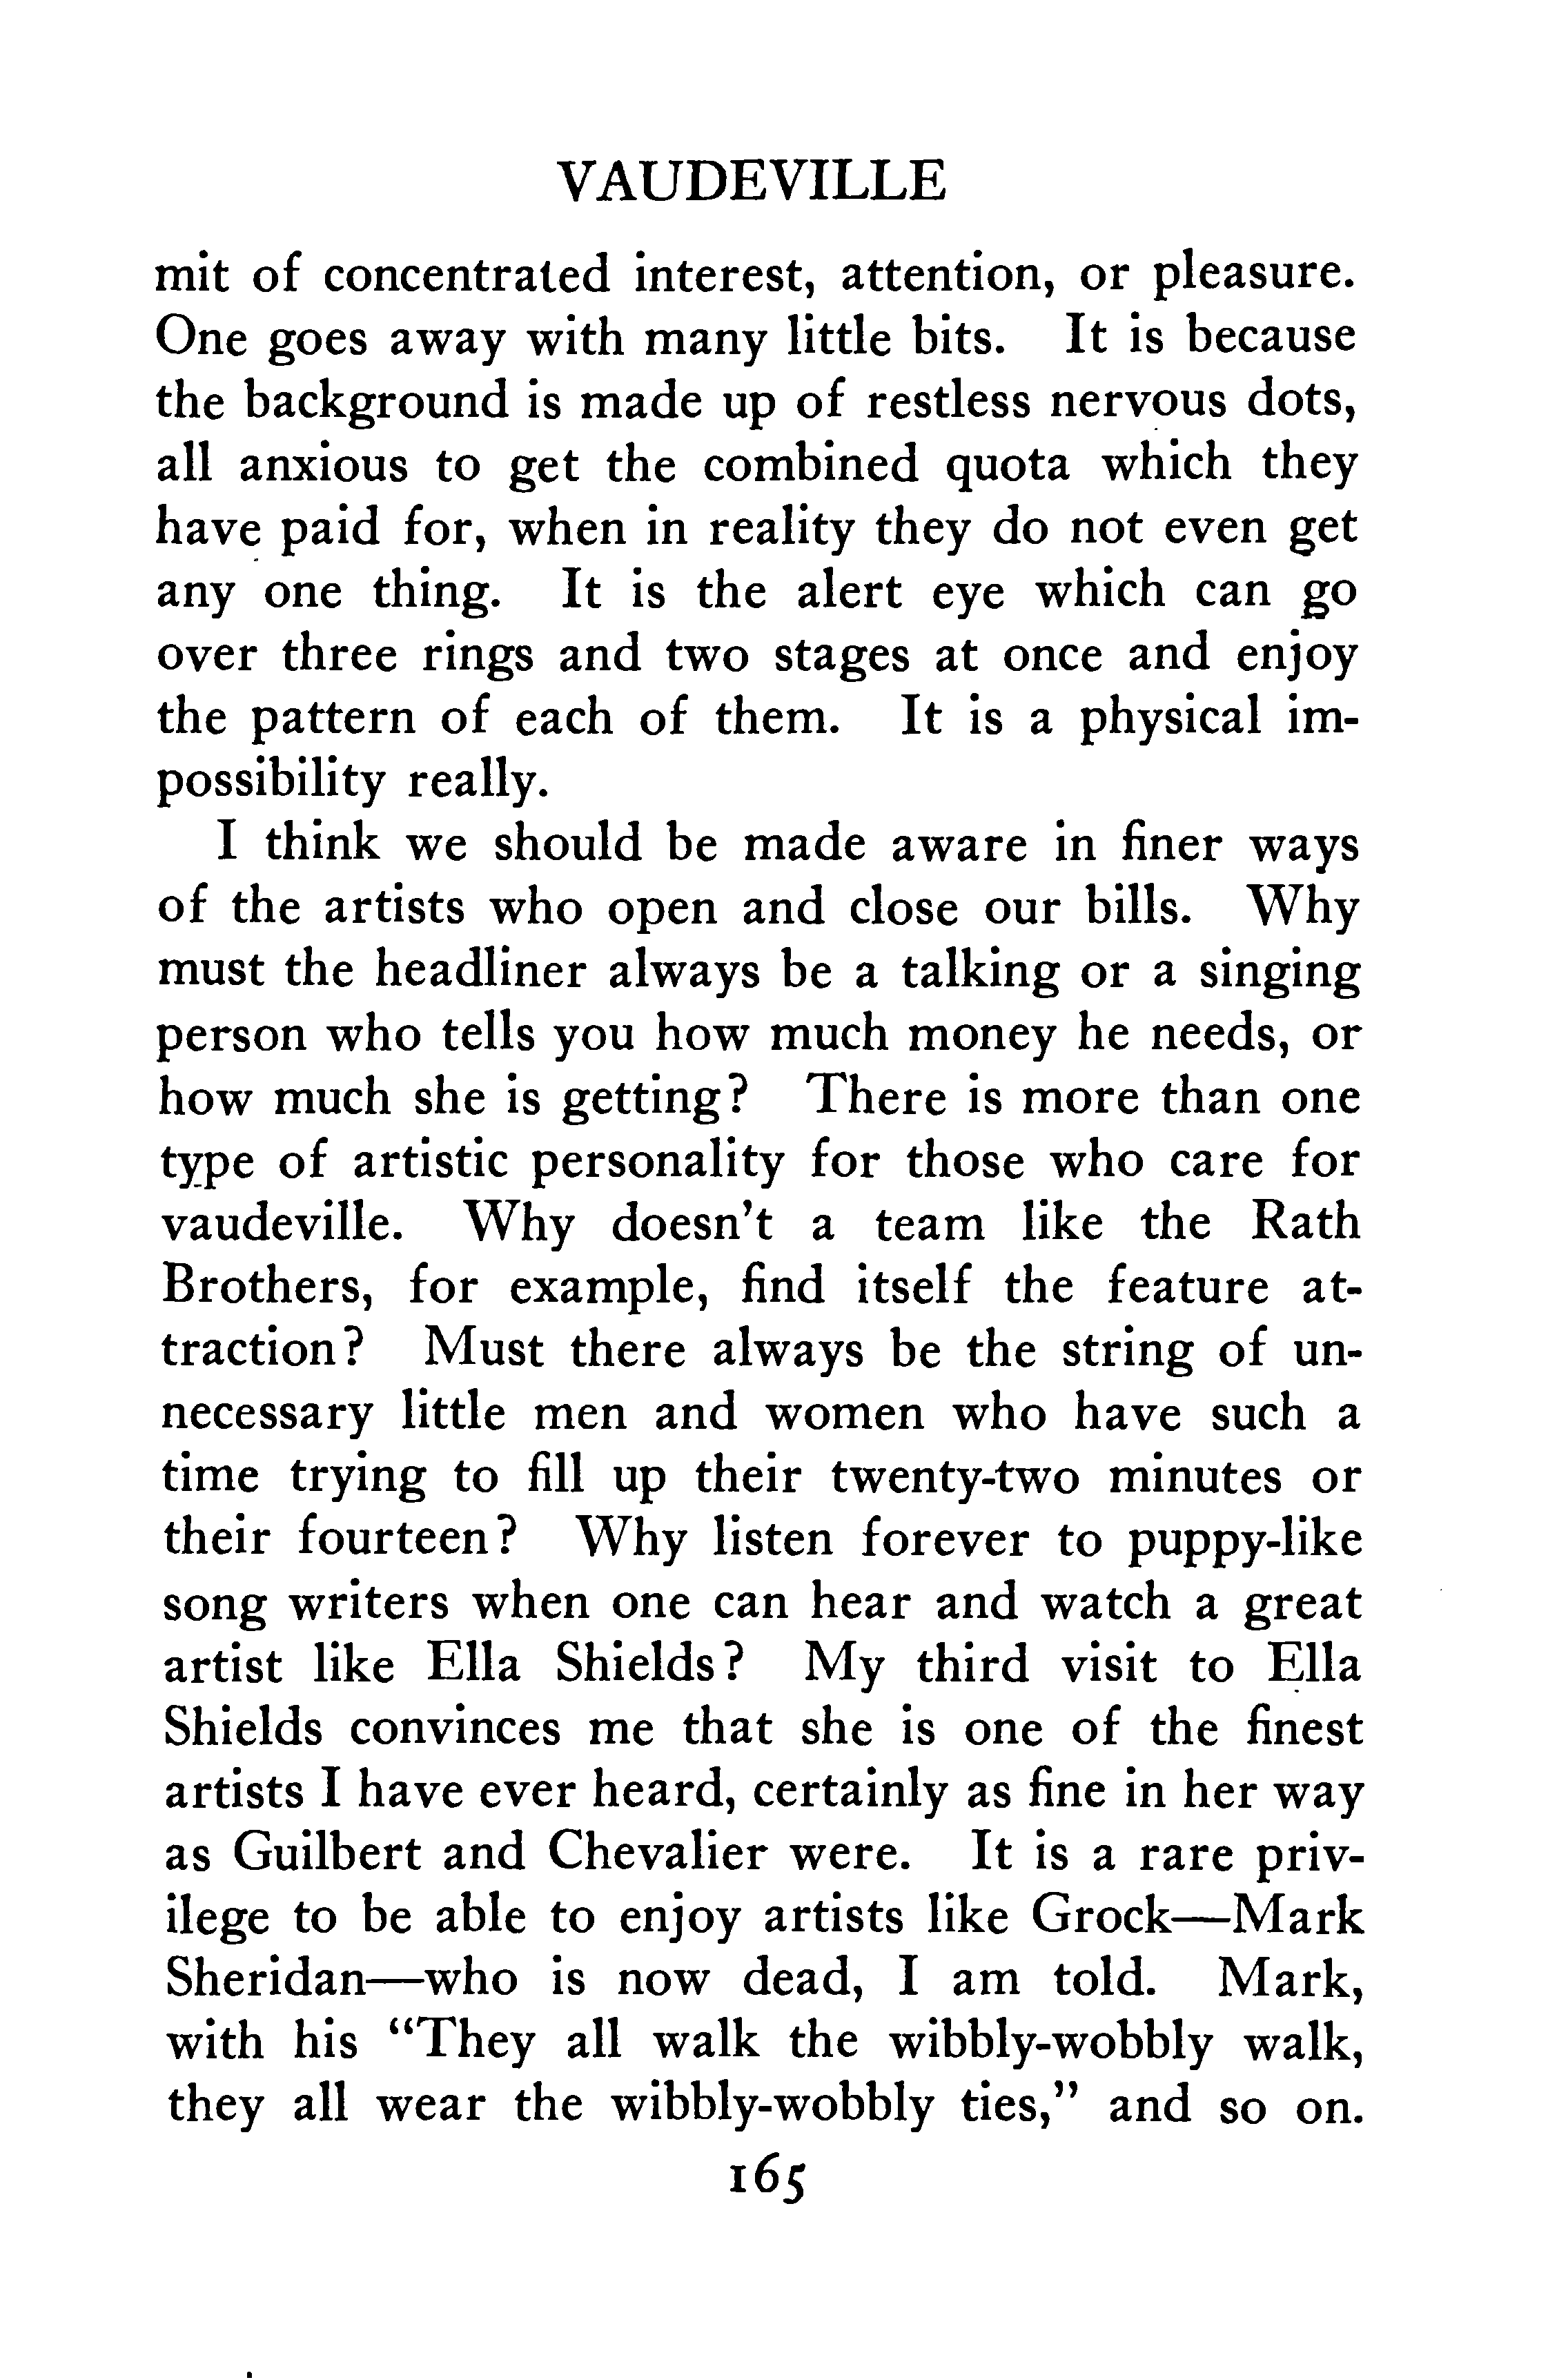 VAUDEVILLE
mit of concentrated interest, attention, or pleasure.
One goes away with many little bits. It is because
the background is made up of restless nervous dots,
all anxious to get the combined quota which they
have paid for, when in reality they do not even get
any one thing. It is the alert eye which can go
over three rings and two stages at once and enjoy
the pattern of each of them. It is a physical im-
possibility really.
I think we should be made aware in finer ways
of the artists who open and close our bills. Why
must the headliner always be a talking or a singing
person who tells you how much money he needs, or
how much she is getting? There is more than one
type of artistic personality for those who care for
vaudeville. Why doesn't a team like the Rath
Brothers, for example, find itself the feature at-
traction? Must there always be the string of un-
necessary little men and women who have such a
time trying to fill up their twenty-two minutes or
their fourteen? Why listen forever to puppy-like
song writers when one can hear and watch a great
artist like Ella Shields? My third visit to Ella
Shields convinces me that she is one of the finest
artists I have ever heard, certainly as fine in her way
as Guilbert and Chevalier were. It is a rare priv-
ilege to be able to enjoy artists like Grock—Mark
Sheridan—who is now dead, I am told. Mark,
with his "They all walk the wibbly-wobbly walk,
they all wear the wibbly-wobbly ties," and so on.
165